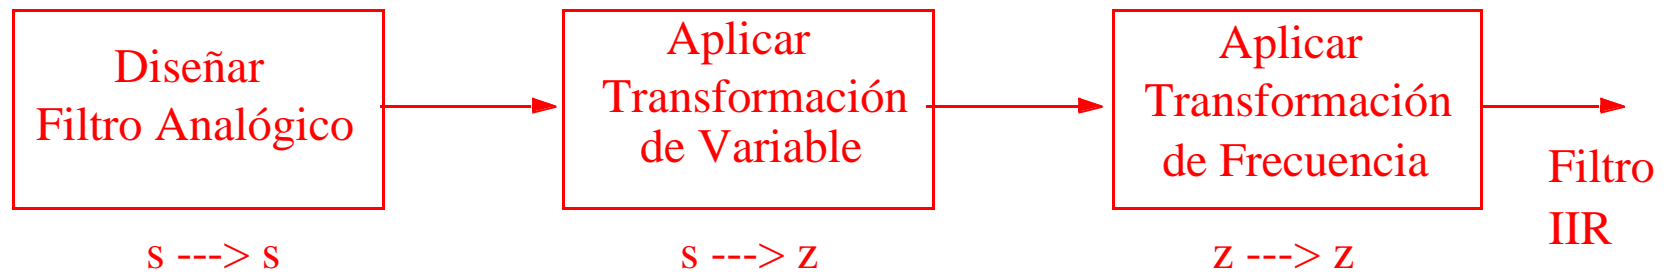 Diseñar
Filtro Analógico
s ---> s
Aplicar
Transformación
de Variable
s ---> z
Aplicar
Transformación
de Frecuencia
z ---> z
Filtro
IIR